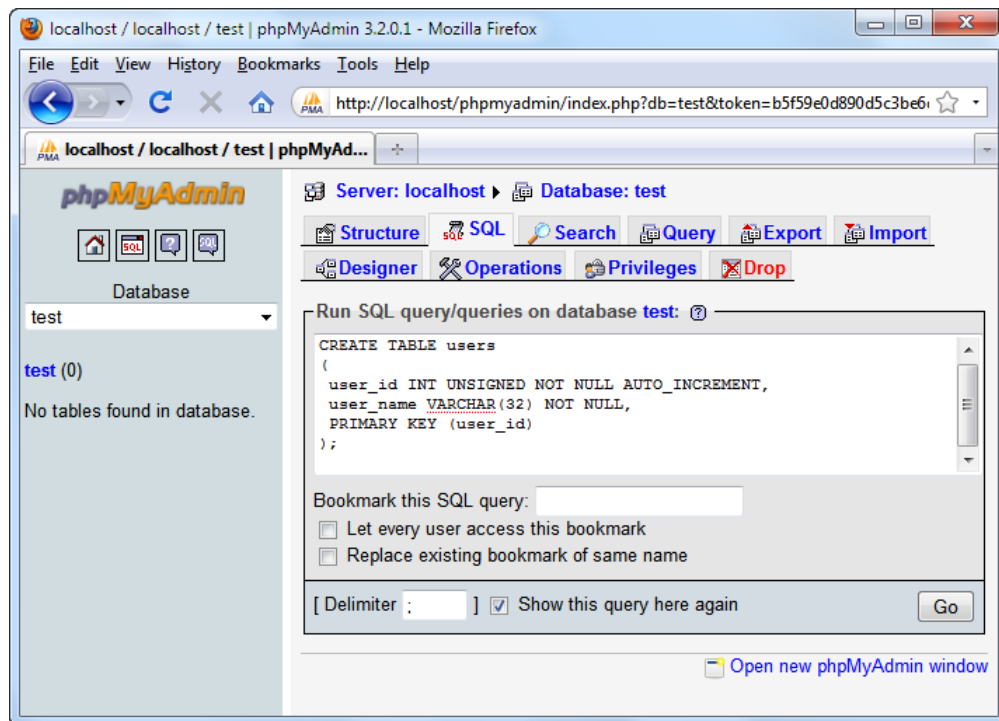 localhost / localhost / test | phpMyAdmin 3.2.0.1 - Mozilla Firefox
File Edit View History Bookmarks Tools Help
PMA http://localhost/phpmyadmin/index.php?db=test&token=b5f59e0d890d5c3be6
PMA localhost / localhost / test | phpMyAd...
phpMyAdmin
SQL ? SQL
Database
test
test (0)
No tables found in database.
Server: localhost Database: test
Structure SQL Search Query Export Import
Designer Operations Privileges Drop
Run SQL query/queries on database test: ?
CREATE TABLE users
(
user_id INT UNSIGNED NOT NULL AUTO_INCREMENT,
user_name VARCHAR(32) NOT NULL,
PRIMARY KEY (user_id)
);
Bookmark this SQL query:
Let every user access this bookmark
Replace existing bookmark of same name
[ Delimiter ; ] Show this query here again
Go
Open new phpMyAdmin window